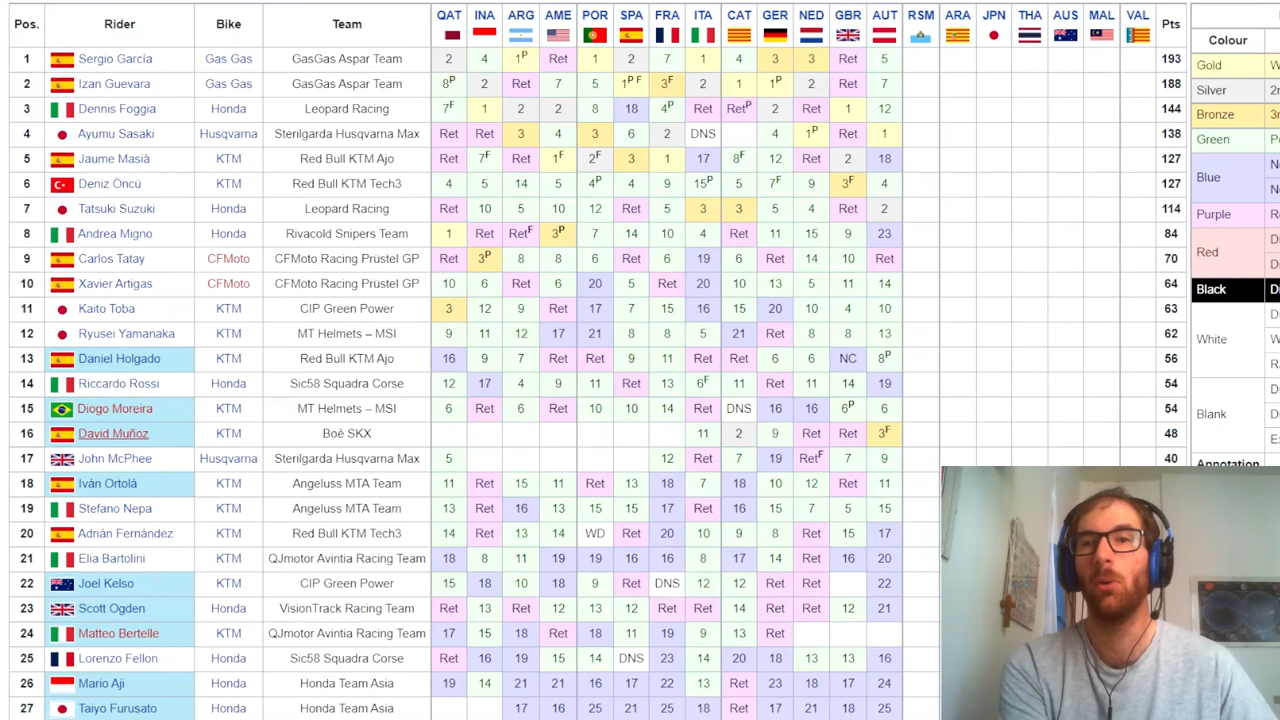 Pos. Rider Bike Team QAT INA ARG AME POR SPA FRA ITA CAT GER NED GBR AUT RSM ARA JPN THA AUS MAL VAL Pts
1 Sergio García Gas Gas GasGas Aspar Team 2 4 1P Ret 1 2 7 1 4 3 3 Ret 5 193
2 Izan Guevara Gas Gas GasGas Aspar Team 8P 2 Ret 7 5 1P F 3F 2 1 1P 2 Ret 7 188
3 Dennis Foggia Honda Leopard Racing 7F 1 2 2 8 18 4P Ret RetP 4 Ret 1 12 144
4 Ayumu Sasaki Husqvarna Sterilgarda Husqvarna Max Ret Ret 3 4 3 6 2 DNS 4 1P Ret 1 138
5 Jaume Masià KTM Red Bull KTM Ajo Ret 7F Ret 1F 2F 3 1 17 8F 12 Ret 2 18 127
6 Deniz Öncü KTM Red Bull KTM Tech3 4 5 14 5 4P 4 9 15P 5 7F 9 3F 4 127
7 Tatsuki Suzuki Honda Leopard Racing Ret 10 5 10 12 Ret 5 3 3 5 4 Ret 2 114
8 Andrea Migno Honda Rivacold Snipers Team 1 Ret RetF 3P 7 14 10 4 Ret 11 15 9 23 84
9 Carlos Tatay CFMoto CFMoto Racing Prüstel GP Ret 3P 8 8 6 Ret 6 19 6 Ret 14 10 Ret 70
10 Xavier Artigas CFMoto CFMoto Racing Prüstel GP 10 6 Ret 6 20 5 Ret 20 10 13 5 11 14 64
11 Kaito Toba KTM CIP Green Power 3 12 9 Ret 17 7 15 16 15 20 10 4 10 63
12 Ryusei Yamanaka KTM MT Helmets – MSI 9 11 12 17 21 8 8 5 21 Ret 8 8 13 62
13 Daniel Holgado KTM Red Bull KTM Ajo 16 9 7 Ret Ret 9 11 Ret Ret 6 6 NC 8P 56
14 Riccardo Rossi Honda Sic58 Squadra Corse 12 17 4 9 11 Ret 13 6F 11 Ret 11 14 19 54
15 Diogo Moreira KTM MT Helmets – MSI 6 Ret 6 Ret 10 10 14 Ret DNS 16 16 6P 6 54
16 David Muñoz KTM Boé SKX 11 2 9 Ret Ret 3F 48
17 John McPhee Husqvarna Sterilgarda Husqvarna Max 5 12 Ret 7 19 RetF 7 9 40
18 Iván Ortolá KTM Angeluss MTA Team 11 Ret 15 11 Ret 13 18 7 18 10 12 Ret 11
19 Stefano Nepa KTM Angeluss MTA Team 13 Ret 16 13 15 15 17 Ret 16 15 7 5 15
20 Adrián Fernández KTM Red Bull KTM Tech3 14 Ret 13 14 WD Ret 20 10 9 8 Ret 15 17
21 Elia Bartolini KTM QJmotor Avintia Racing Team 18 8 11 19 19 16 16 8 17 14 Ret 16 20
22 Joel Kelso KTM CIP Green Power 15 18 10 18 9 Ret DNS 12 12 Ret Ret 22
23 Scott Ogden Honda VisionTrack Racing Team Ret 13 Ret 12 13 12 Ret Ret 14 Ret Ret 12 21
24 Matteo Bertelle KTM QJmotor Avintia Racing Team 17 15 18 Ret 18 11 19 9 13 Ret
25 Lorenzo Fellon Honda Sic58 Squadra Corse Ret 16 19 15 14 DNS 23 14 20 18 13 13 16
26 Mario Aji Honda Honda Team Asia 19 14 21 21 16 17 22 13 Ret 23 18 17 24
27 Taiyo Furusato Honda Honda Team Asia 17 16 25 21 25 18 Ret 17 21 18 25
Colour
Gold
Silver
Bronze
Green
Blue
Purple
Red
Black
White
Blank
Annotation